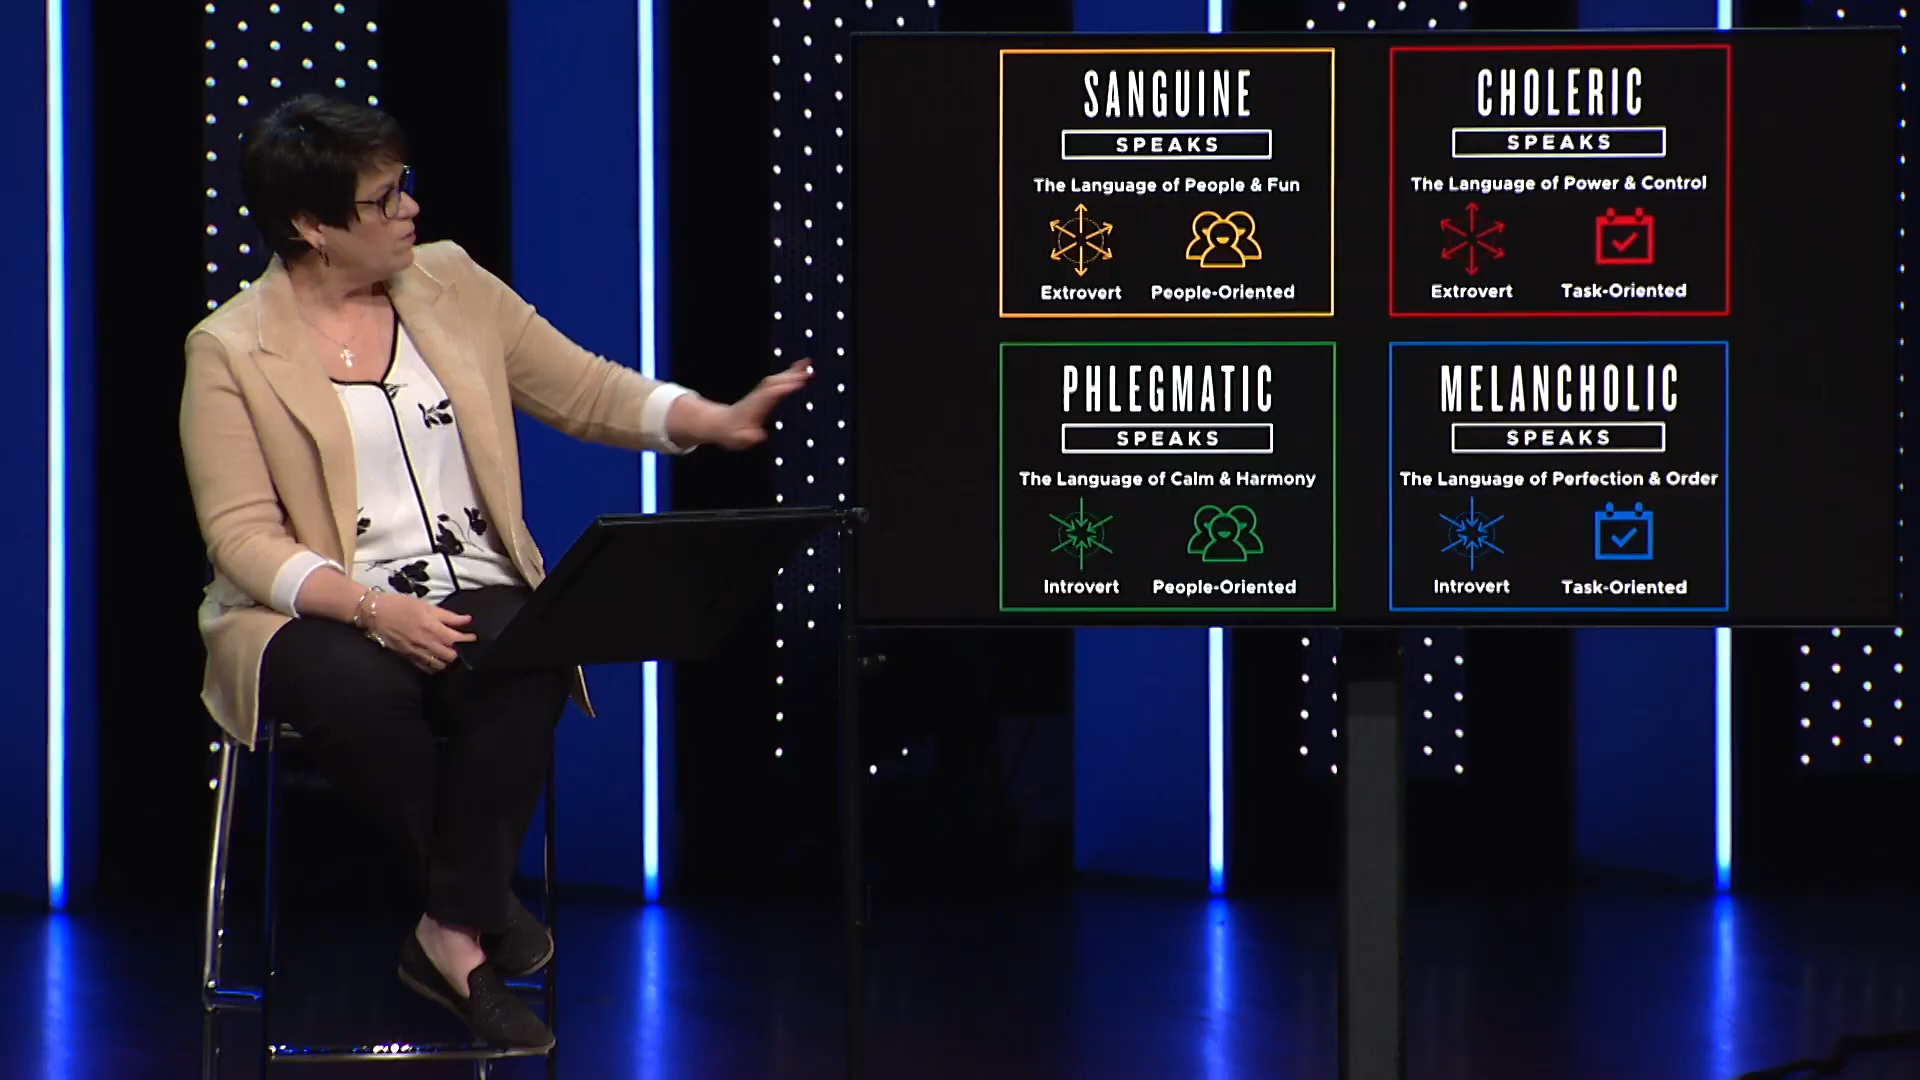 SANGUINE
SPEAKS
The Language of People & Fun
Extrovert
People-Oriented
CHOLERIC
SPEAKS
The Language of Power & Control
Extrovert
Task-Oriented
PHLEGMATIC
SPEAKS
The Language of Calm & Harmony
Introvert
People-Oriented
MELANCHOLIC
SPEAKS
The Language of Perfection & Order
Introvert
Task-Oriented